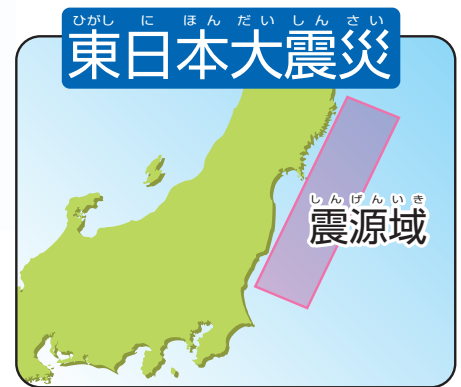 ひがしにほんだいしんさい
東日本大震災
しんげんいき
震源域